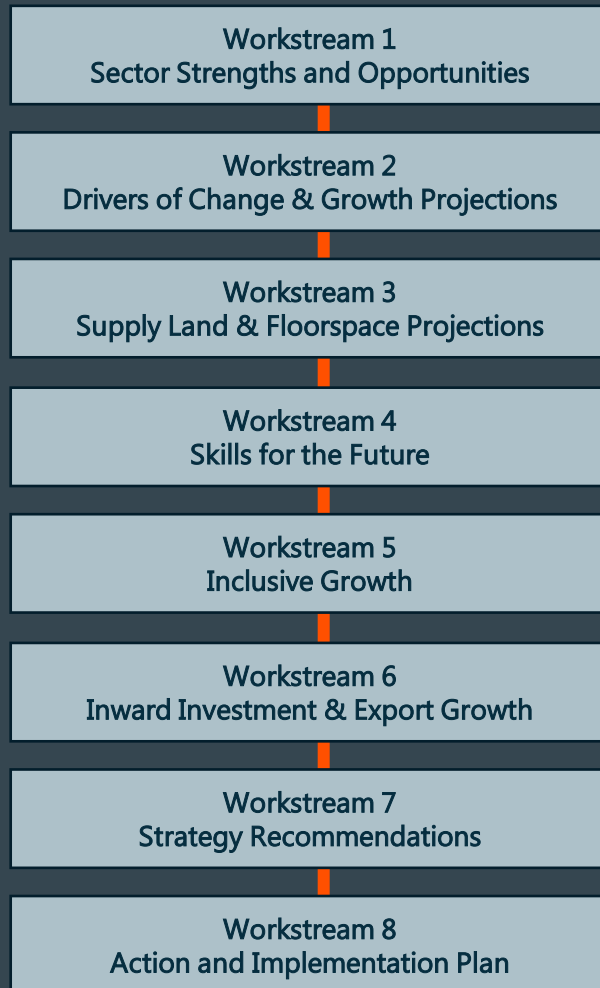 Workstream 1
Sector Strengths and Opportunities
Workstream 2
Drivers of Change & Growth Projections
Workstream 3
Supply Land & Floorspace Projections
Workstream 4
Skills for the Future
Workstream 5
Inclusive Growth
Workstream 6
Inward Investment & Export Growth
Workstream 7
Strategy Recommendations
Workstream 8
Action and Implementation Plan